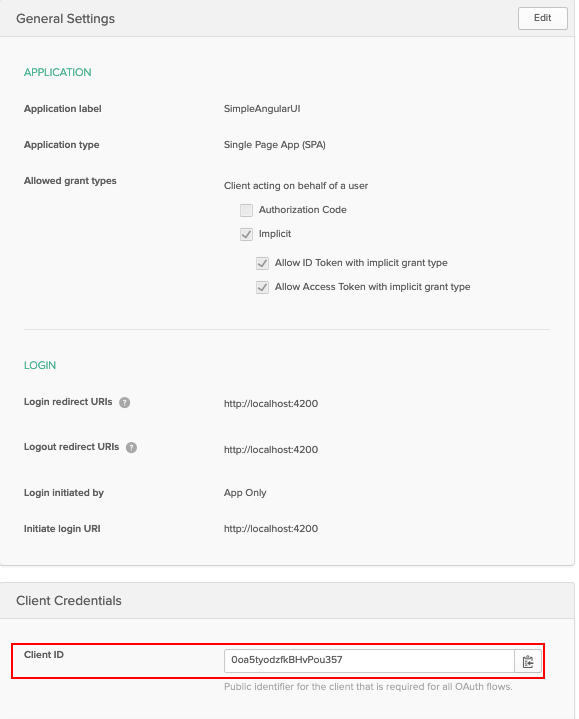 General Settings
Edit
APPLICATION
Application label
SimpleAngularUI
Application type
Single Page App (SPA)
Allowed grant types
Client acting on behalf of a user
Authorization Code
Implicit
Allow ID Token with implicit grant type
Allow Access Token with implicit grant type
LOGIN
Login redirect URIs ?
http://localhost:4200
Logout redirect URIs ?
http://localhost:4200
Login initiated by
App Only
Initiate login URI
http://localhost:4200
Client Credentials
Client ID
0oa5tyodzfkBHvPou357
Public identifier for the client that is required for all OAuth flows.